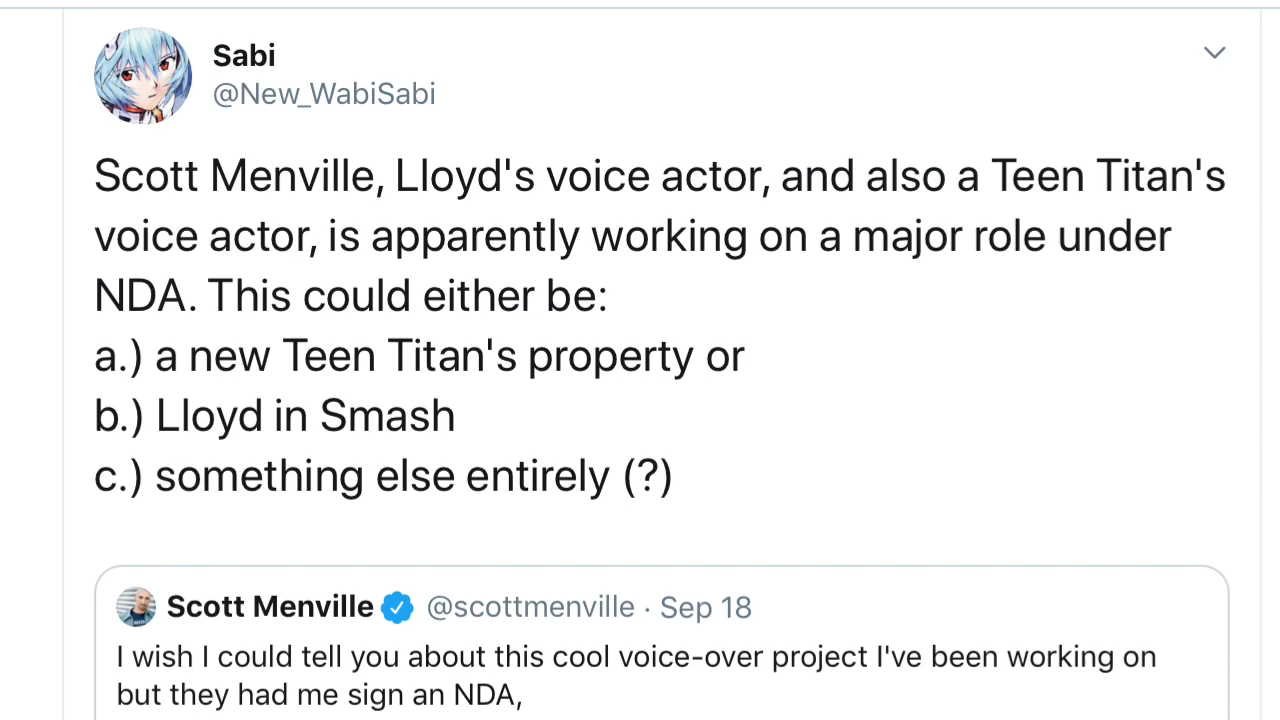 Sabi
@New_WabiSabi
Scott Menville, Lloyd's voice actor, and also a Teen Titan's
voice actor, is apparently working on a major role under
NDA. This could either be:
a.) a new Teen Titan's property or
b.) Lloyd in Smash
c.) something else entirely (?)
Scott Menville @scottmenville · Sep 18
I wish I could tell you about this cool voice-over project I've been working on
but they had me sign an NDA,